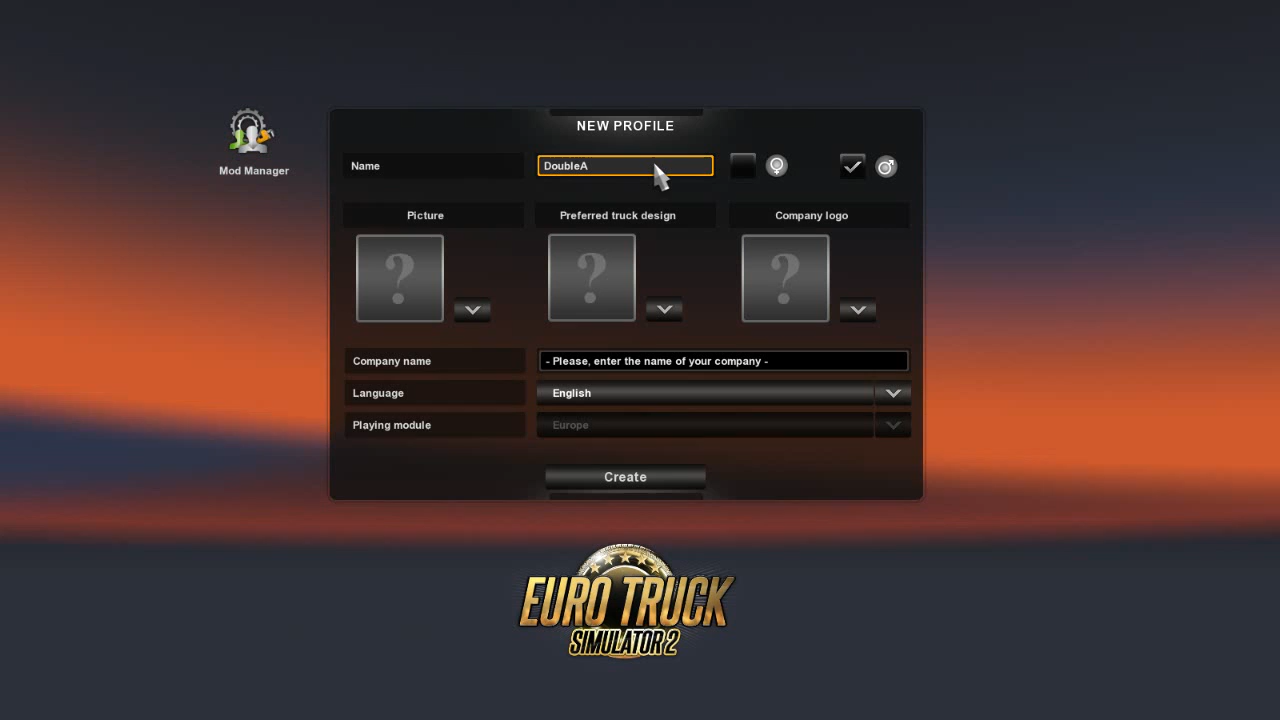 NEW PROFILE
Mod Manager
Name
DoubleA
Picture
Preferred truck design
Company logo
?
?
?
Company name
- Please, enter the name of your company -
Language
English
Playing module
Europe
Create
EURO TRUCK
SIMULATOR 2